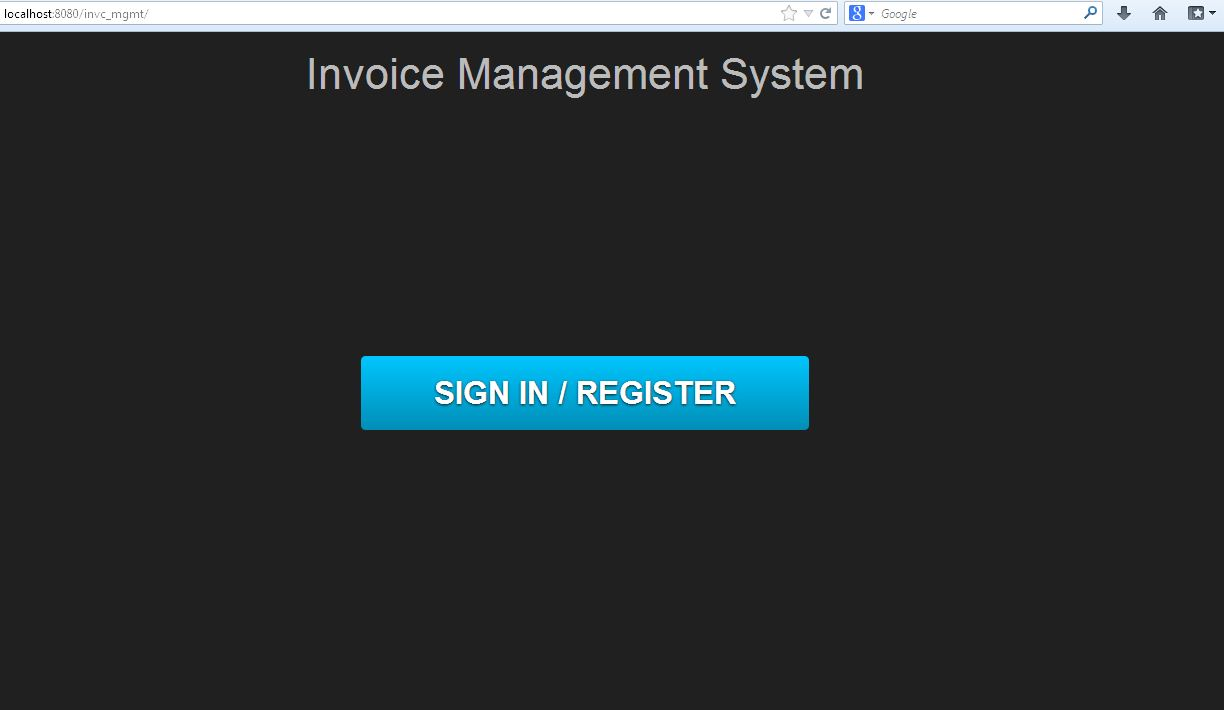 localhost:8080/invc_mgmt/
Google
Invoice Management System
SIGN IN / REGISTER